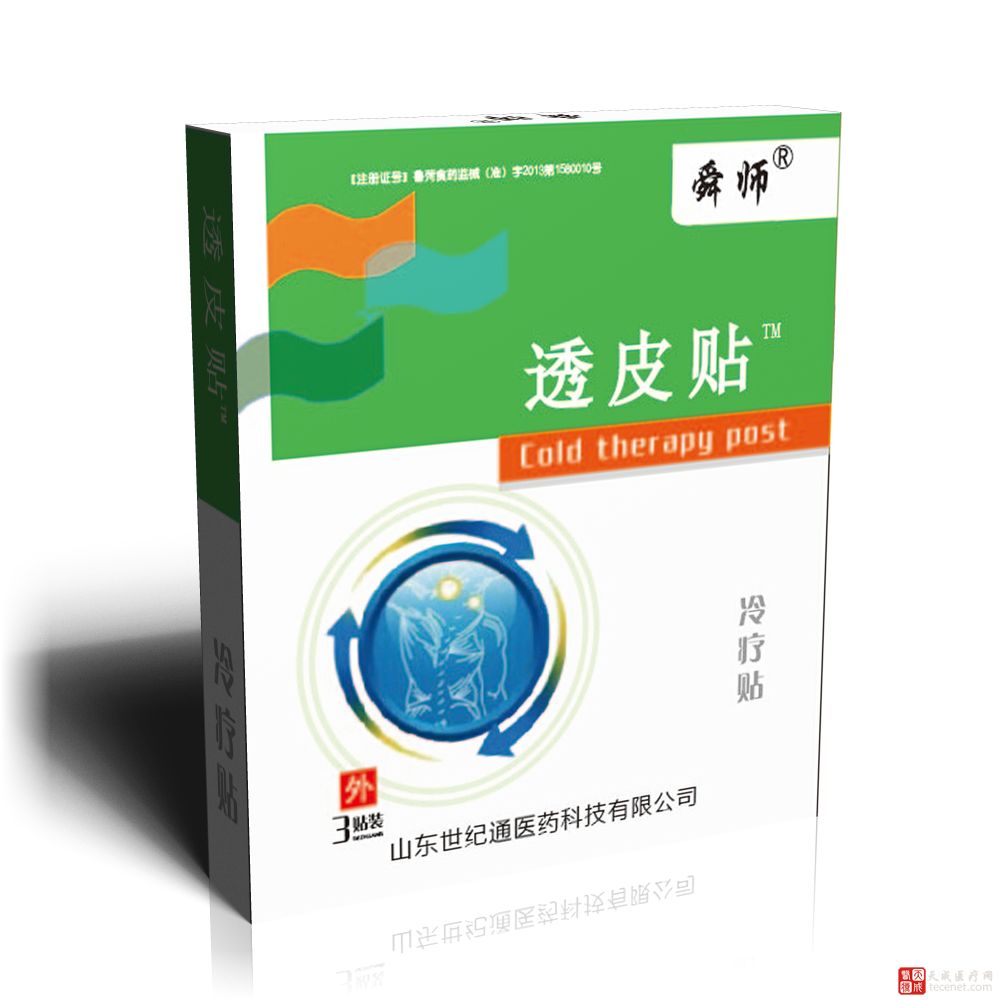 【注册证号】鲁菏食药监械（准）字2013第1580010号
舜师®
透皮贴™
Cold therapy post
冷疗贴
外
3贴装
山东世纪通医药科技有限公司
透皮贴™
冷疗贴
天成医疗网
tecenet.com